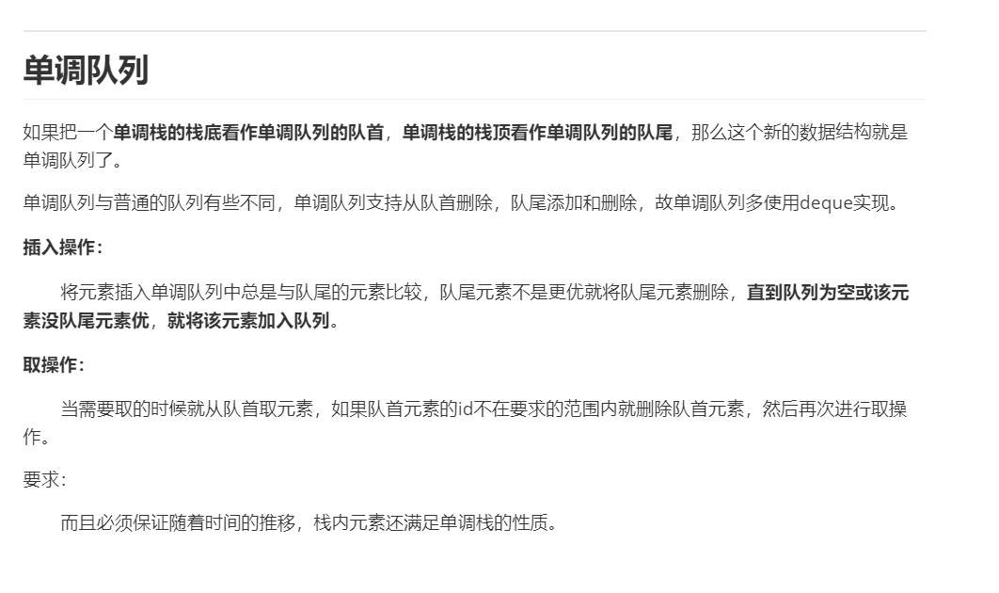 单调队列
如果把一个单调栈的栈底看作单调队列的队首，单调栈的栈顶看作单调队列的队尾，那么这个新的数据结构就是
单调队列了。
单调队列与普通的队列有些不同，单调队列支持从队首删除，队尾添加和删除，故单调队列多使用deque实现。
插入操作：
将元素插入单调队列中总是与队尾的元素比较，队尾元素不是更优就将队尾元素删除，直到队列为空或该元
素没队尾元素优，就将该元素加入队列。
取操作：
当需要取的时候就从队首取元素，如果队首元素的id不在要求的范围内就删除队首元素，然后再次进行取操
作。
要求：
而且必须保证随着时间的推移，栈内元素还满足单调栈的性质。